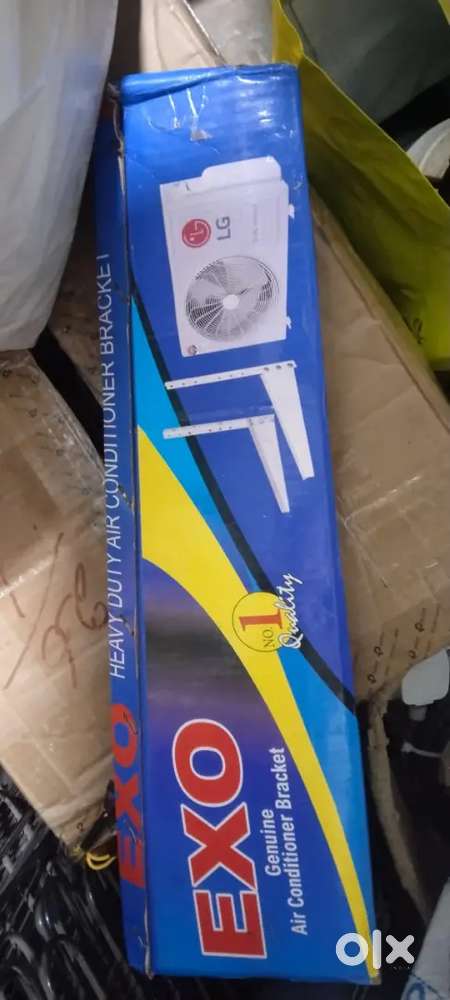 LG
HEAVY DUTY AIR CONDITIONER BRACKET
EXO
NO.1
Quality
EXO
Genuine
Air Conditioner Bracket
olx